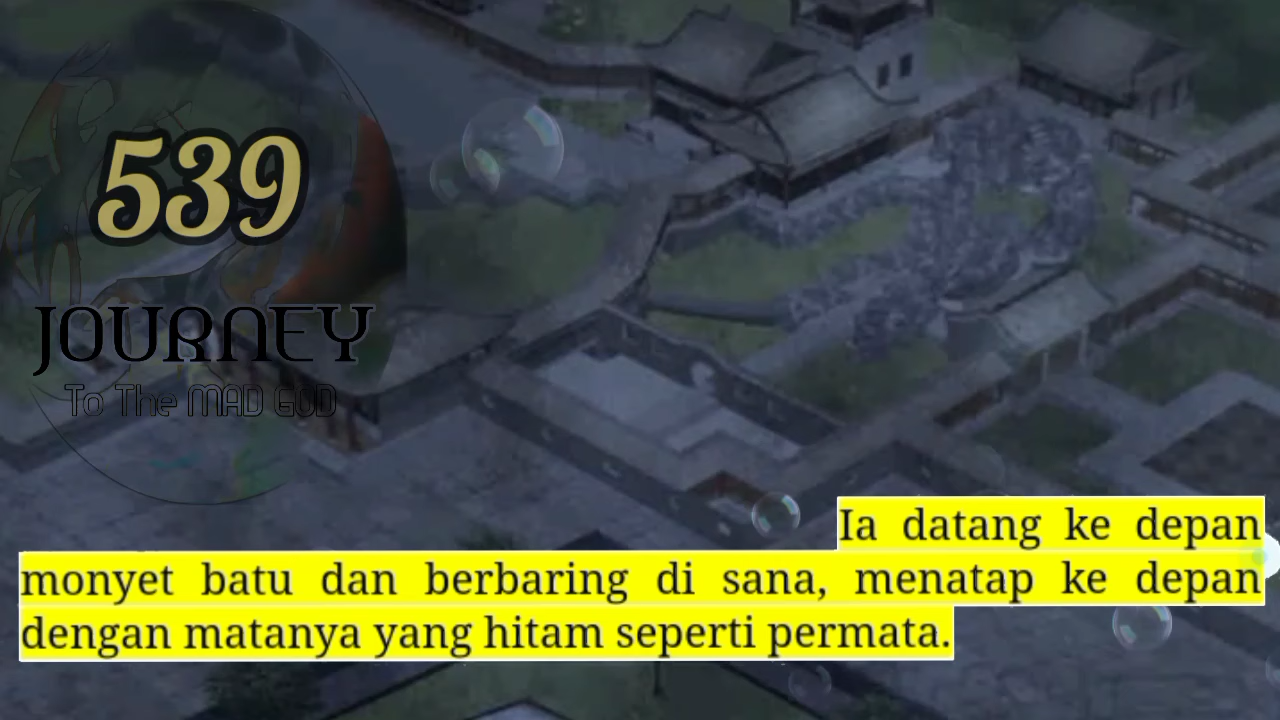 539
JOURNEY
To The MAD GOD
Ia datang ke depan
monyet batu dan berbaring di sana, menatap ke depan
dengan matanya yang hitam seperti permata.